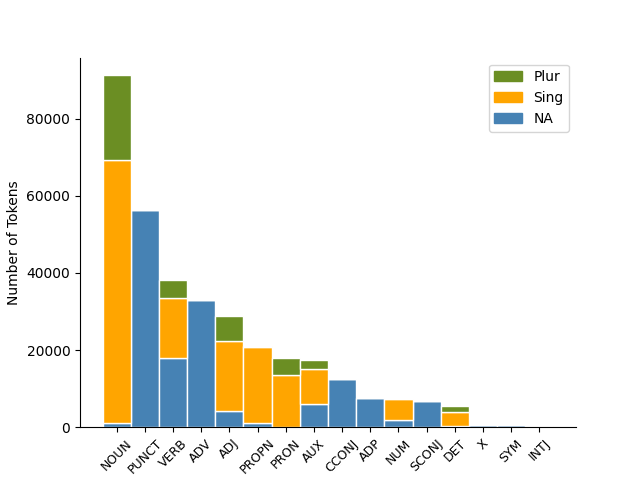 Plur
Sing
NA
Number of Tokens
80000
60000
40000
20000
0
NOUN
PUNCT
VERB
ADV
ADJ
PROPN
PRON
AUX
CCONJ
ADP
NUM
SCONJ
DET
X
SYM
INTJ